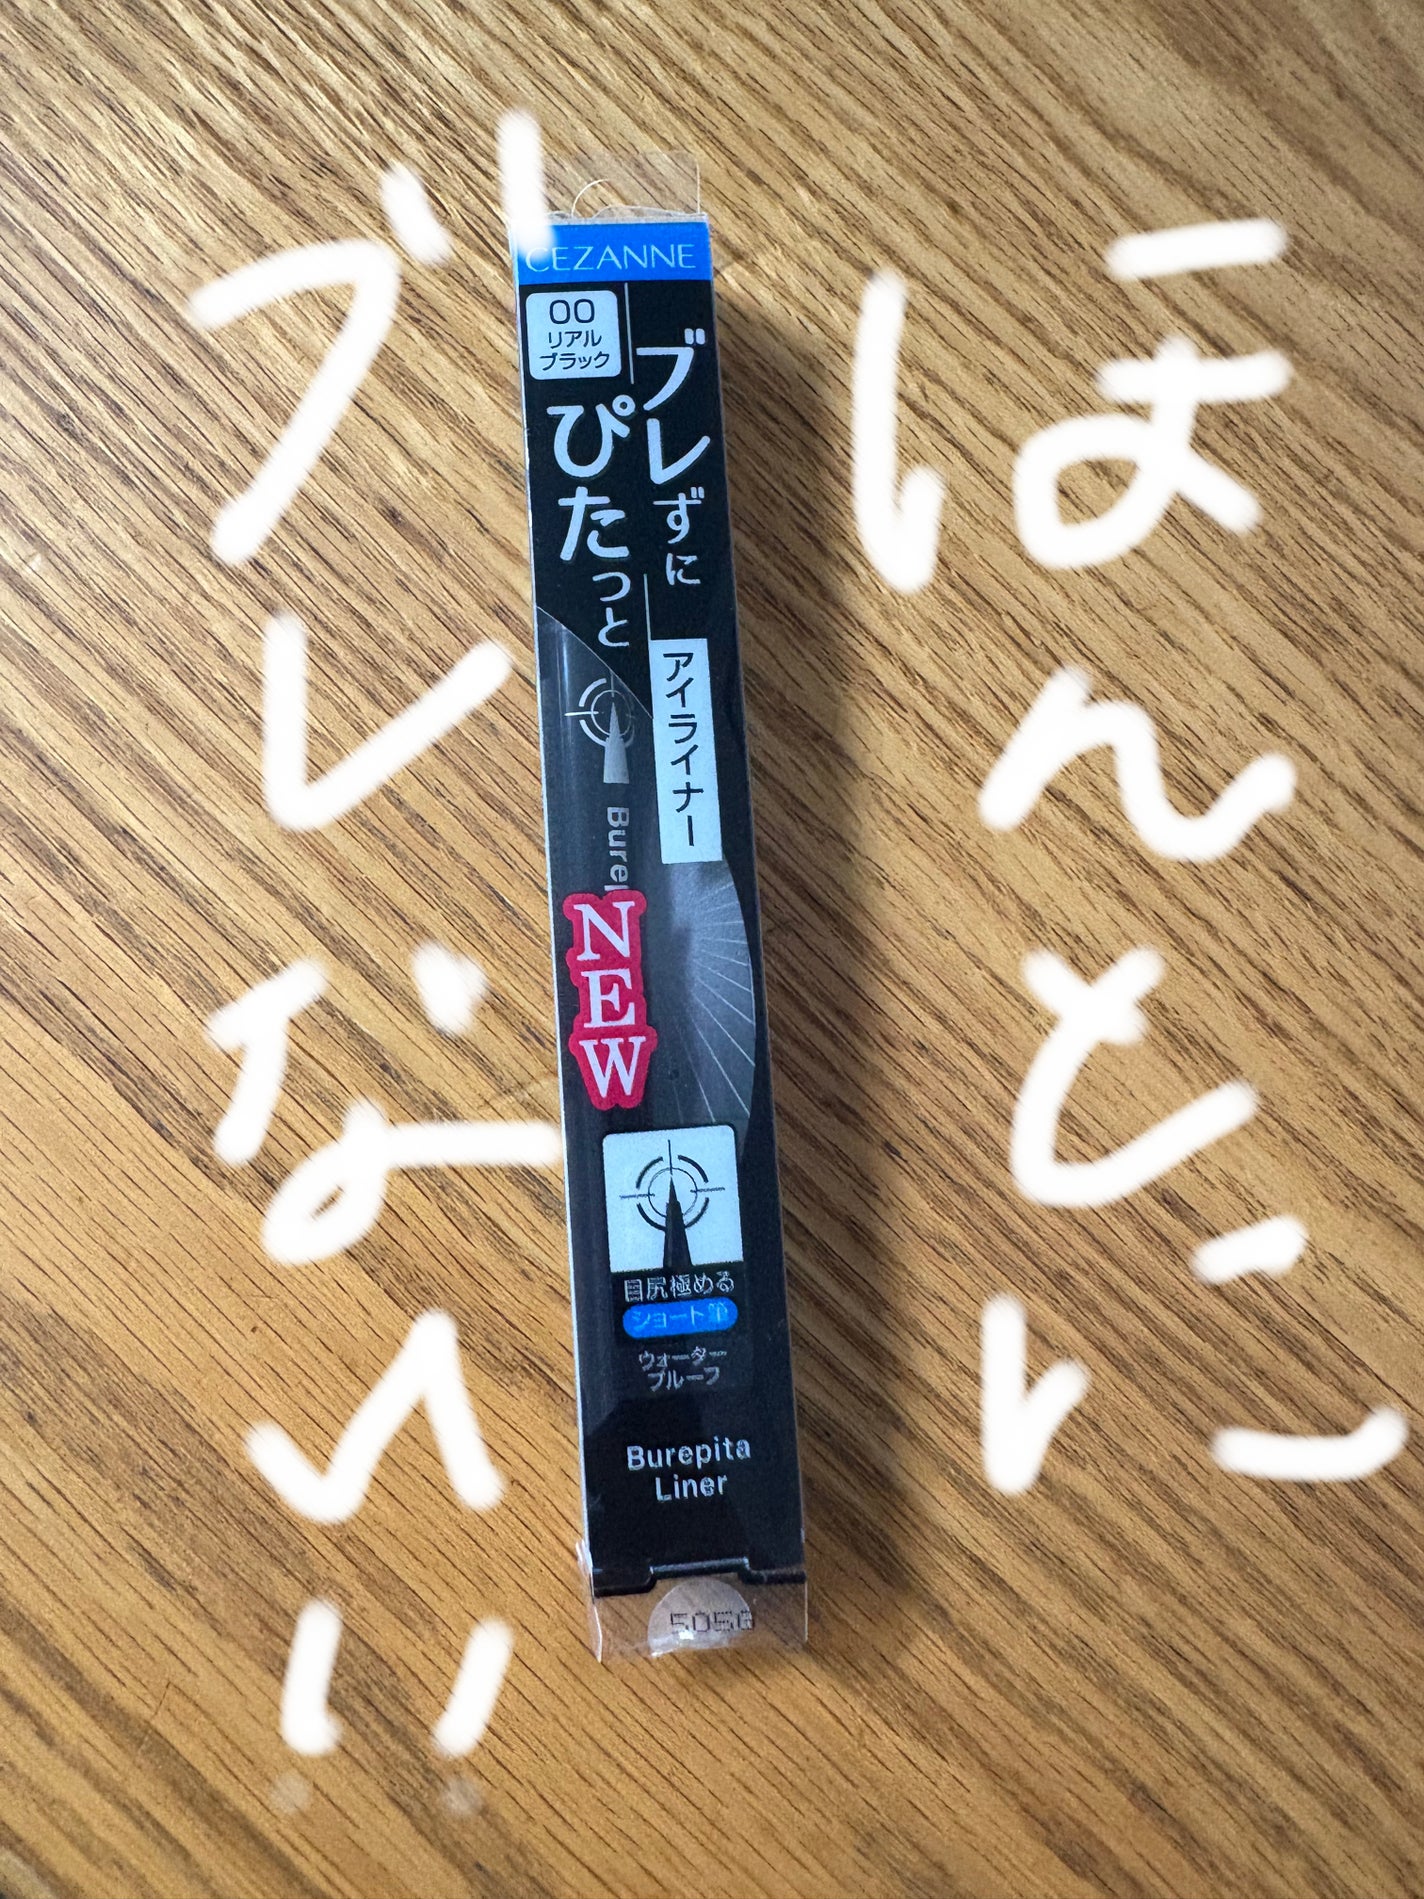 ほんとに
ブレない!!
CEZANNE
00
リアル
ブラック
ブレずに
ぴたっと
アイライナー
NEW
目尻極める
ショート筆
ウォーター
プルーフ
Burepita
Liner